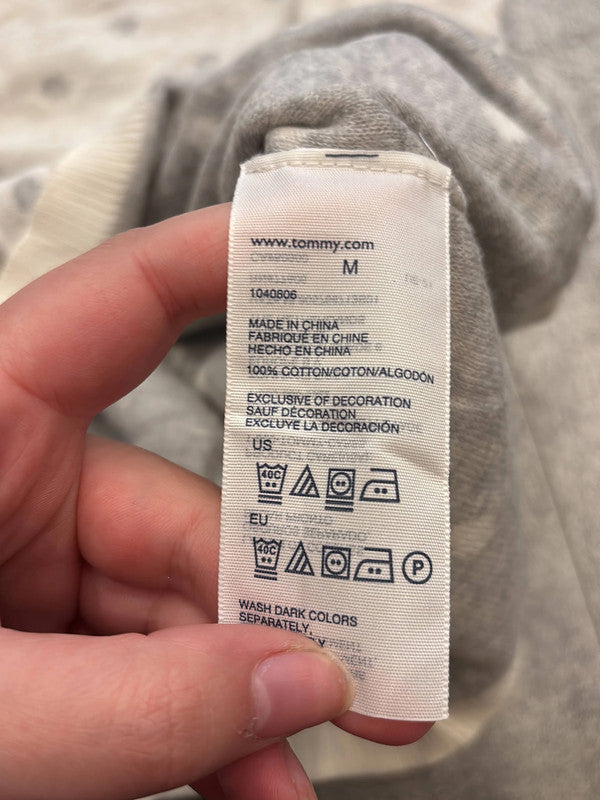 www.tommy.com
M
1040806
MADE IN CHINA
FABRIQUÉ EN CHINE
HECHO EN CHINA
100% COTTON/COTON/ALGODÓN
EXCLUSIVE OF DECORATION
SAUF DÉCORATION
EXCLUYE LA DECORACIÓN
US
40C
EU
40C
P
WASH DARK COLORS
SEPARATELY,